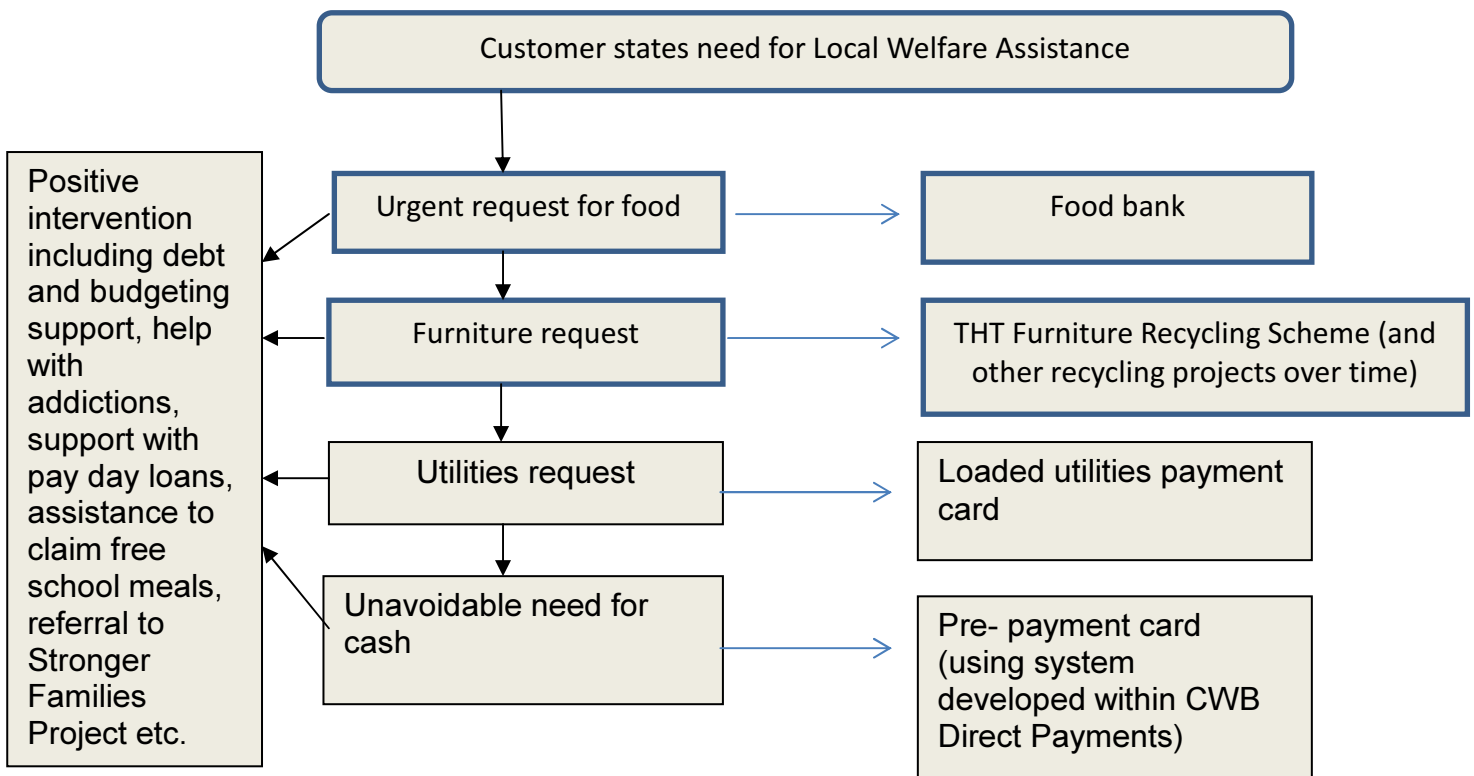 Customer states need for Local Welfare Assistance
Positive
intervention
including debt
and budgeting
support, help
with
addictions,
support with
pay day loans,
assistance to
claim free
school meals,
referral to
Stronger
Families
Project etc.
Urgent request for food
Food bank
Furniture request
THT Furniture Recycling Scheme (and
other recycling projects over time)
Utilities request
Loaded utilities payment
card
Unavoidable need for
cash
Pre- payment card
(using system
developed within CWB
Direct Payments)